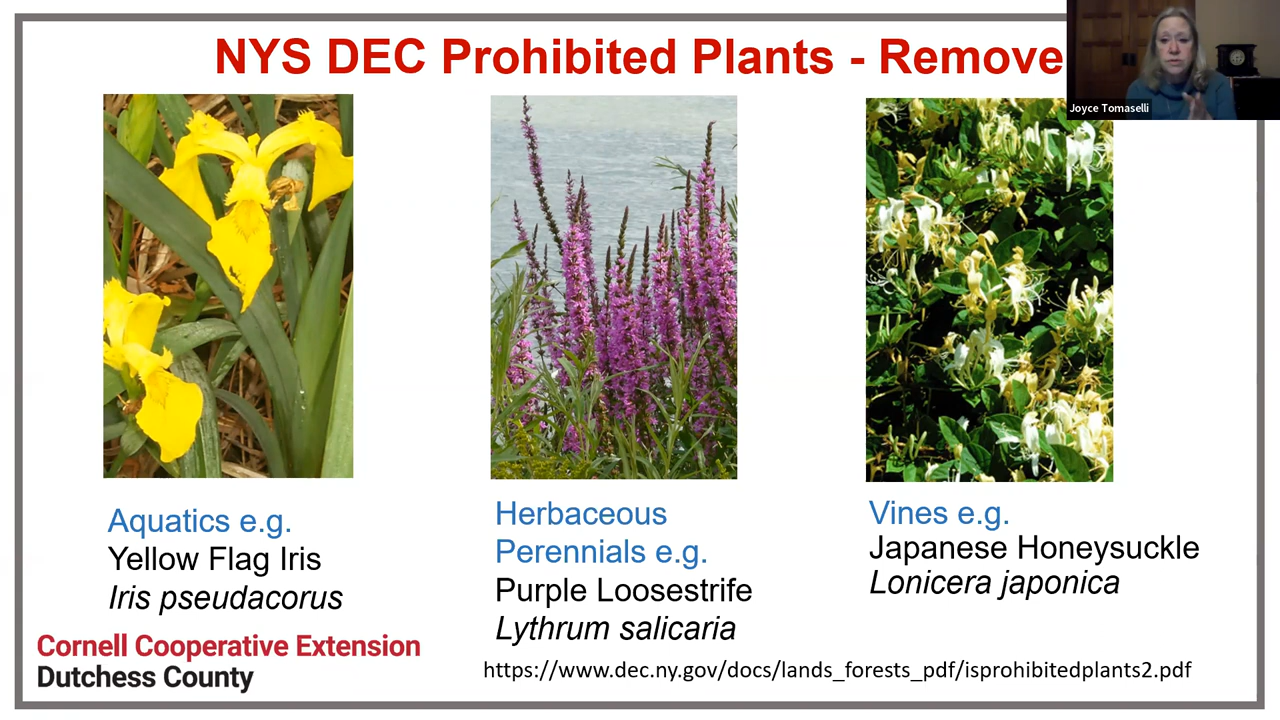 NYS DEC Prohibited Plants - Remove
Joyce Tomaselli
Aquatics e.g.
Yellow Flag Iris
Iris pseudacorus
Herbaceous
Perennials e.g.
Purple Loosestrife
Lythrum salicaria
Vines e.g.
Japanese Honeysuckle
Lonicera japonica
Cornell Cooperative Extension
Dutchess County
https://www.dec.ny.gov/docs/lands_forests_pdf/isprohibitedplants2.pdf